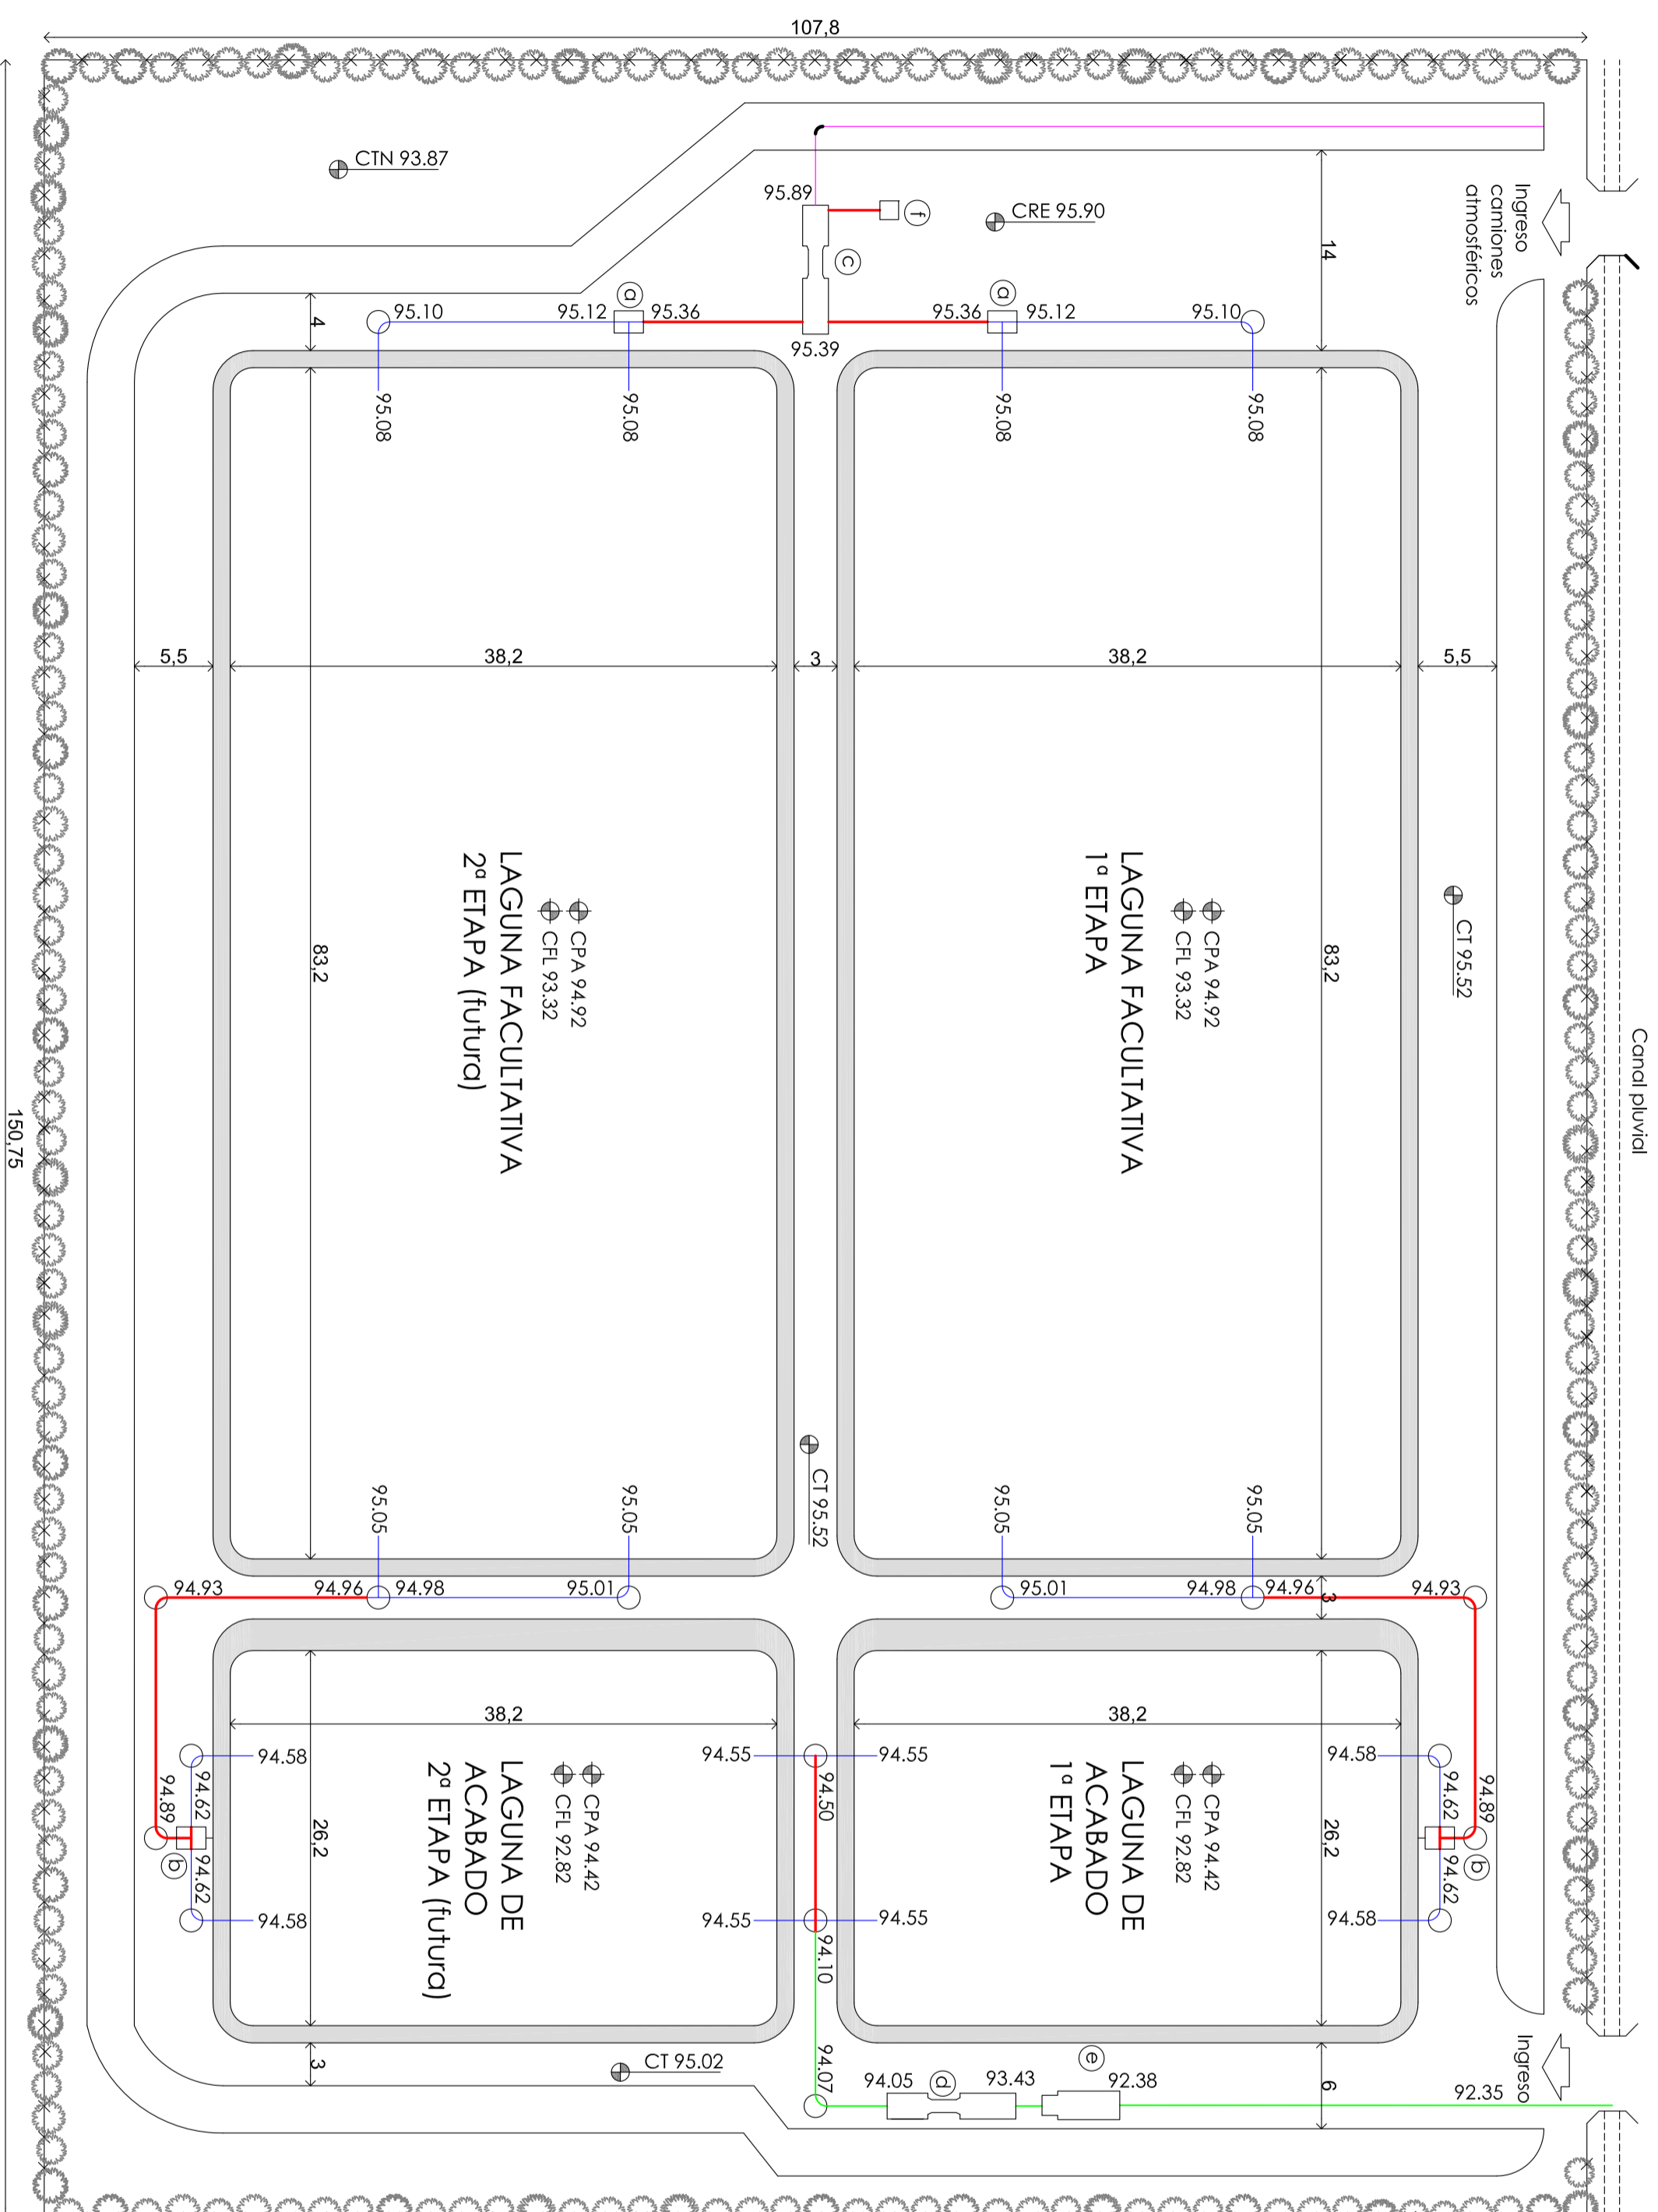 107,8
CTN 93.87
95.89
f
CRE 95.90
c
14
Ingreso
camiones
atmosféricos
4
95.10
95.12
a
95.36
95.39
95.36
a
95.12
95.10
95.08
95.08
95.08
95.08
5,5
38,2
3
38,2
5,5
83,2
83,2
LAGUNA FACULTATIVA
2ª ETAPA (futura)
CPA 94.92
CFL 93.32
LAGUNA FACULTATIVA
1ª ETAPA
CPA 94.92
CFL 93.32
CT 95.52
Canal pluvial
150,75
CT 95.52
95.05
95.05
95.05
95.05
94.93
94.96
94.98
95.01
95.01
94.98
94.96
94.93
3
38,2
38,2
94.58
94.55
94.55
94.58
94.89
94.62
94.50
94.62
94.89
LAGUNA DE
ACABADO
2ª ETAPA (futura)
CPA 94.42
CFL 92.82
LAGUNA DE
ACABADO
1ª ETAPA
CPA 94.42
CFL 92.82
26,2
26,2
b
94.62
94.62
b
94.58
94.55
94.55
94.58
94.10
3
CT 95.02
94.07
94.05
d
93.43
e
92.38
6
92.35
Ingreso